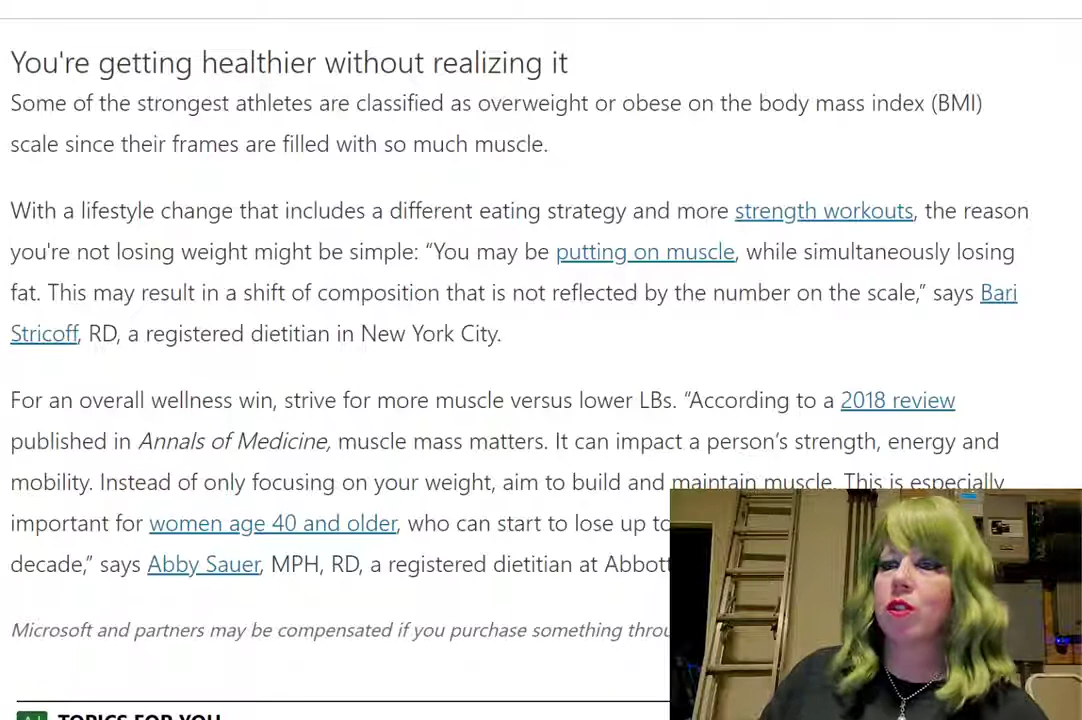 You're getting healthier without realizing it
Some of the strongest athletes are classified as overweight or obese on the body mass index (BMI)
scale since their frames are filled with so much muscle.
With a lifestyle change that includes a different eating strategy and more strength workouts, the reason
you're not losing weight might be simple: “You may be putting on muscle, while simultaneously losing
fat. This may result in a shift of composition that is not reflected by the number on the scale,” says Bari
Stricoff, RD, a registered dietitian in New York City.
For an overall wellness win, strive for more muscle versus lower LBs. “According to a 2018 review
published in Annals of Medicine, muscle mass matters. It can impact a person’s strength, energy and
mobility. Instead of only focusing on your weight, aim to build and maintain muscle. This is especially
important for women age 40 and older, who can start to lose up to
decade,” says Abby Sauer, MPH, RD, a registered dietitian at Abbott
Microsoft and partners may be compensated if you purchase something
TOPICS FOR YOU